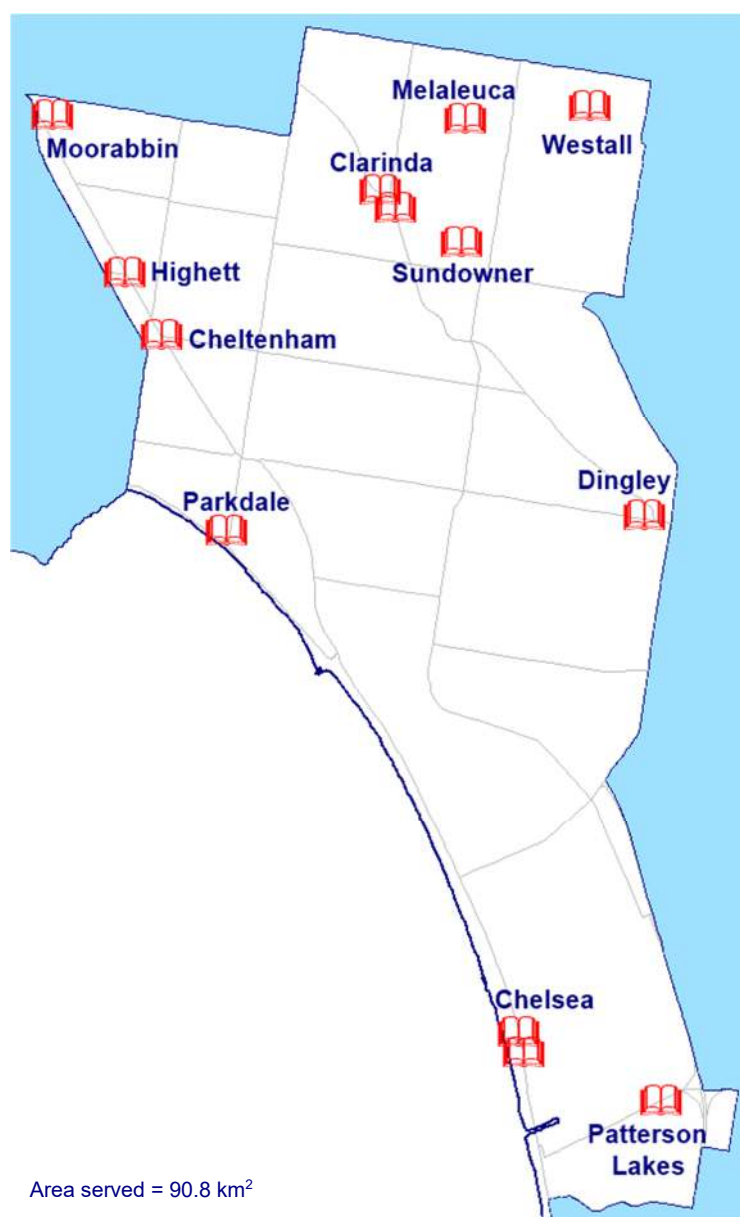 Melaleuca
Westall
Moorabbin
Clarinda
Highett
Sundowner
Cheltenham
Dingley
Parkdale
Chelsea
Patterson
Lakes
Area served = 90.8 km²